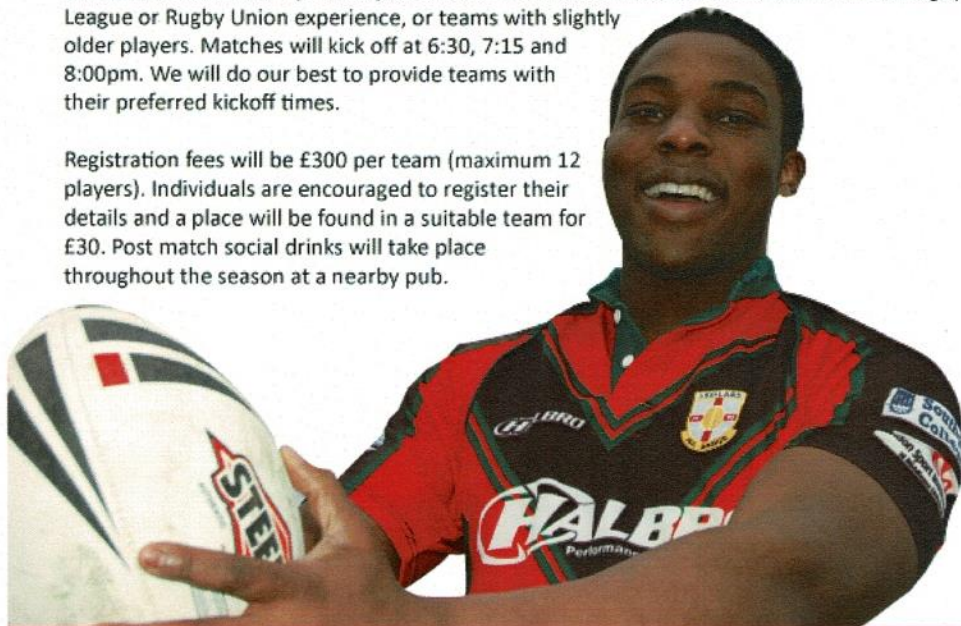 League or Rugby Union experience, or teams with slightly
older players. Matches will kick off at 6:30, 7:15 and
8:00pm. We will do our best to provide teams with
their preferred kickoff times.
Registration fees will be £300 per team (maximum 12
players). Individuals are encouraged to register their
details and a place will be found in a suitable team for
£30. Post match social drinks will take place
throughout the season at a nearby pub.
HALBRO
STEE
HALBR
Performan